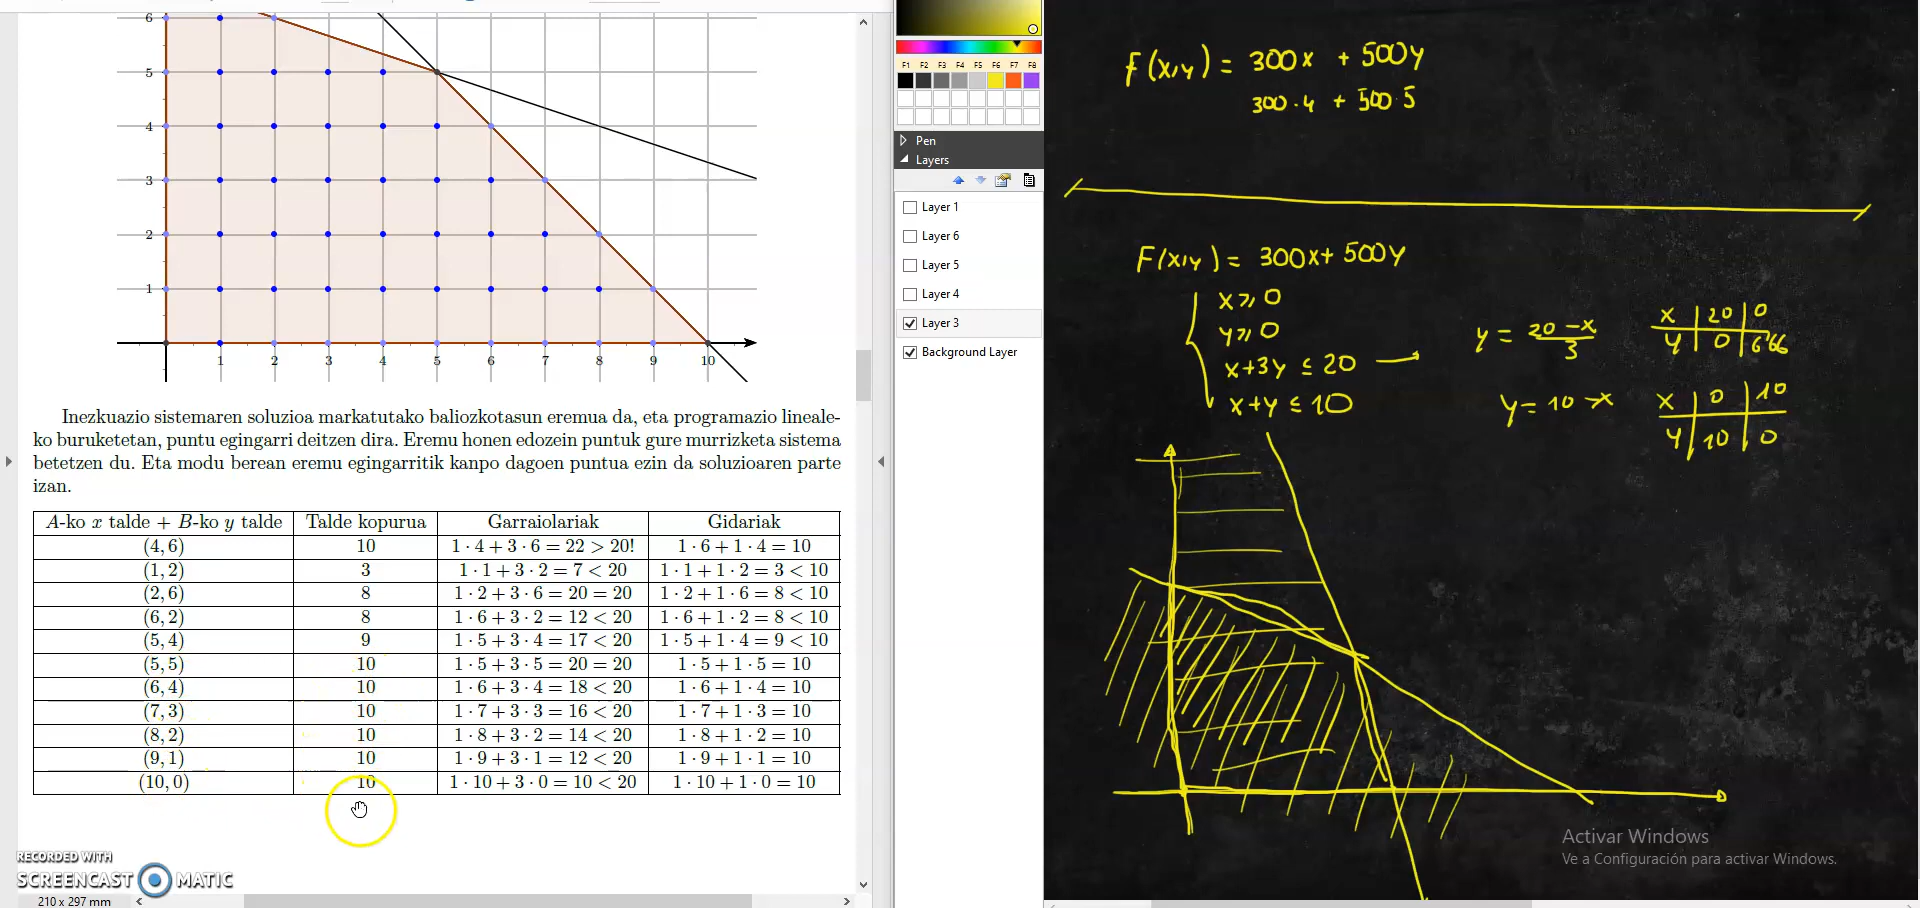 6
5
4
3
2
1
1 2 3 4 5 6 7 8 9 10
Inezkuazio sistemaren soluzioa markatutako baliozkotasun eremua da, eta programazio lineale-
ko buruketetan, puntu egingarri deitzen dira. Eremu honen edozein puntuk gure murrizketa sistema
betetzen du. Eta modu berean eremu egingarritik kanpo dagoen puntua ezin da soluzioaren parte
izan.
A-ko x talde + B-ko y talde Talde kopurua Garraiolariak Gidariak
(4, 6) 10 1 · 4 + 3 · 6 = 22 > 20! 1 · 6 + 1 · 4 = 10
(1, 2) 3 1 · 1 + 3 · 2 = 7 < 20 1 · 1 + 1 · 2 = 3 < 10
(2, 6) 8 1 · 2 + 3 · 6 = 20 = 20 1 · 2 + 1 · 6 = 8 < 10
(6, 2) 8 1 · 6 + 3 · 2 = 12 < 20 1 · 6 + 1 · 2 = 8 < 10
(5, 4) 9 1 · 5 + 3 · 4 = 17 < 20 1 · 5 + 1 · 4 = 9 < 10
(5, 5) 10 1 · 5 + 3 · 5 = 20 = 20 1 · 5 + 1 · 5 = 10
(6, 4) 10 1 · 6 + 3 · 4 = 18 < 20 1 · 6 + 1 · 4 = 10
(7, 3) 10 1 · 7 + 3 · 3 = 16 < 20 1 · 7 + 1 · 3 = 10
(8, 2) 10 1 · 8 + 3 · 2 = 14 < 20 1 · 8 + 1 · 2 = 10
(9, 1) 10 1 · 9 + 3 · 1 = 12 < 20 1 · 9 + 1 · 1 = 10
(10, 0) 10 1 · 10 + 3 · 0 = 10 < 20 1 · 10 + 1 · 0 = 10
RECORDED WITH
SCREENCAST MATIC
210 x 297 mm
F1 F2 F3 F4 F5 F6 F7 F8
Pen
Layers
Layer 1
Layer 6
Layer 5
Layer 4
Layer 3
Background Layer
F(x,y) = 300x + 500y
300·4 + 500·5
F(x,y) = 300x + 500y
x ≥ 0
y ≥ 0
x+3y ≤ 20
x+y ≤ 10
y = 20-x
3
x 20 0
y 0 6'66
y = 10-x
x 0 10
y 10 0
Activar Windows
Ve a Configuración para activar Windows.